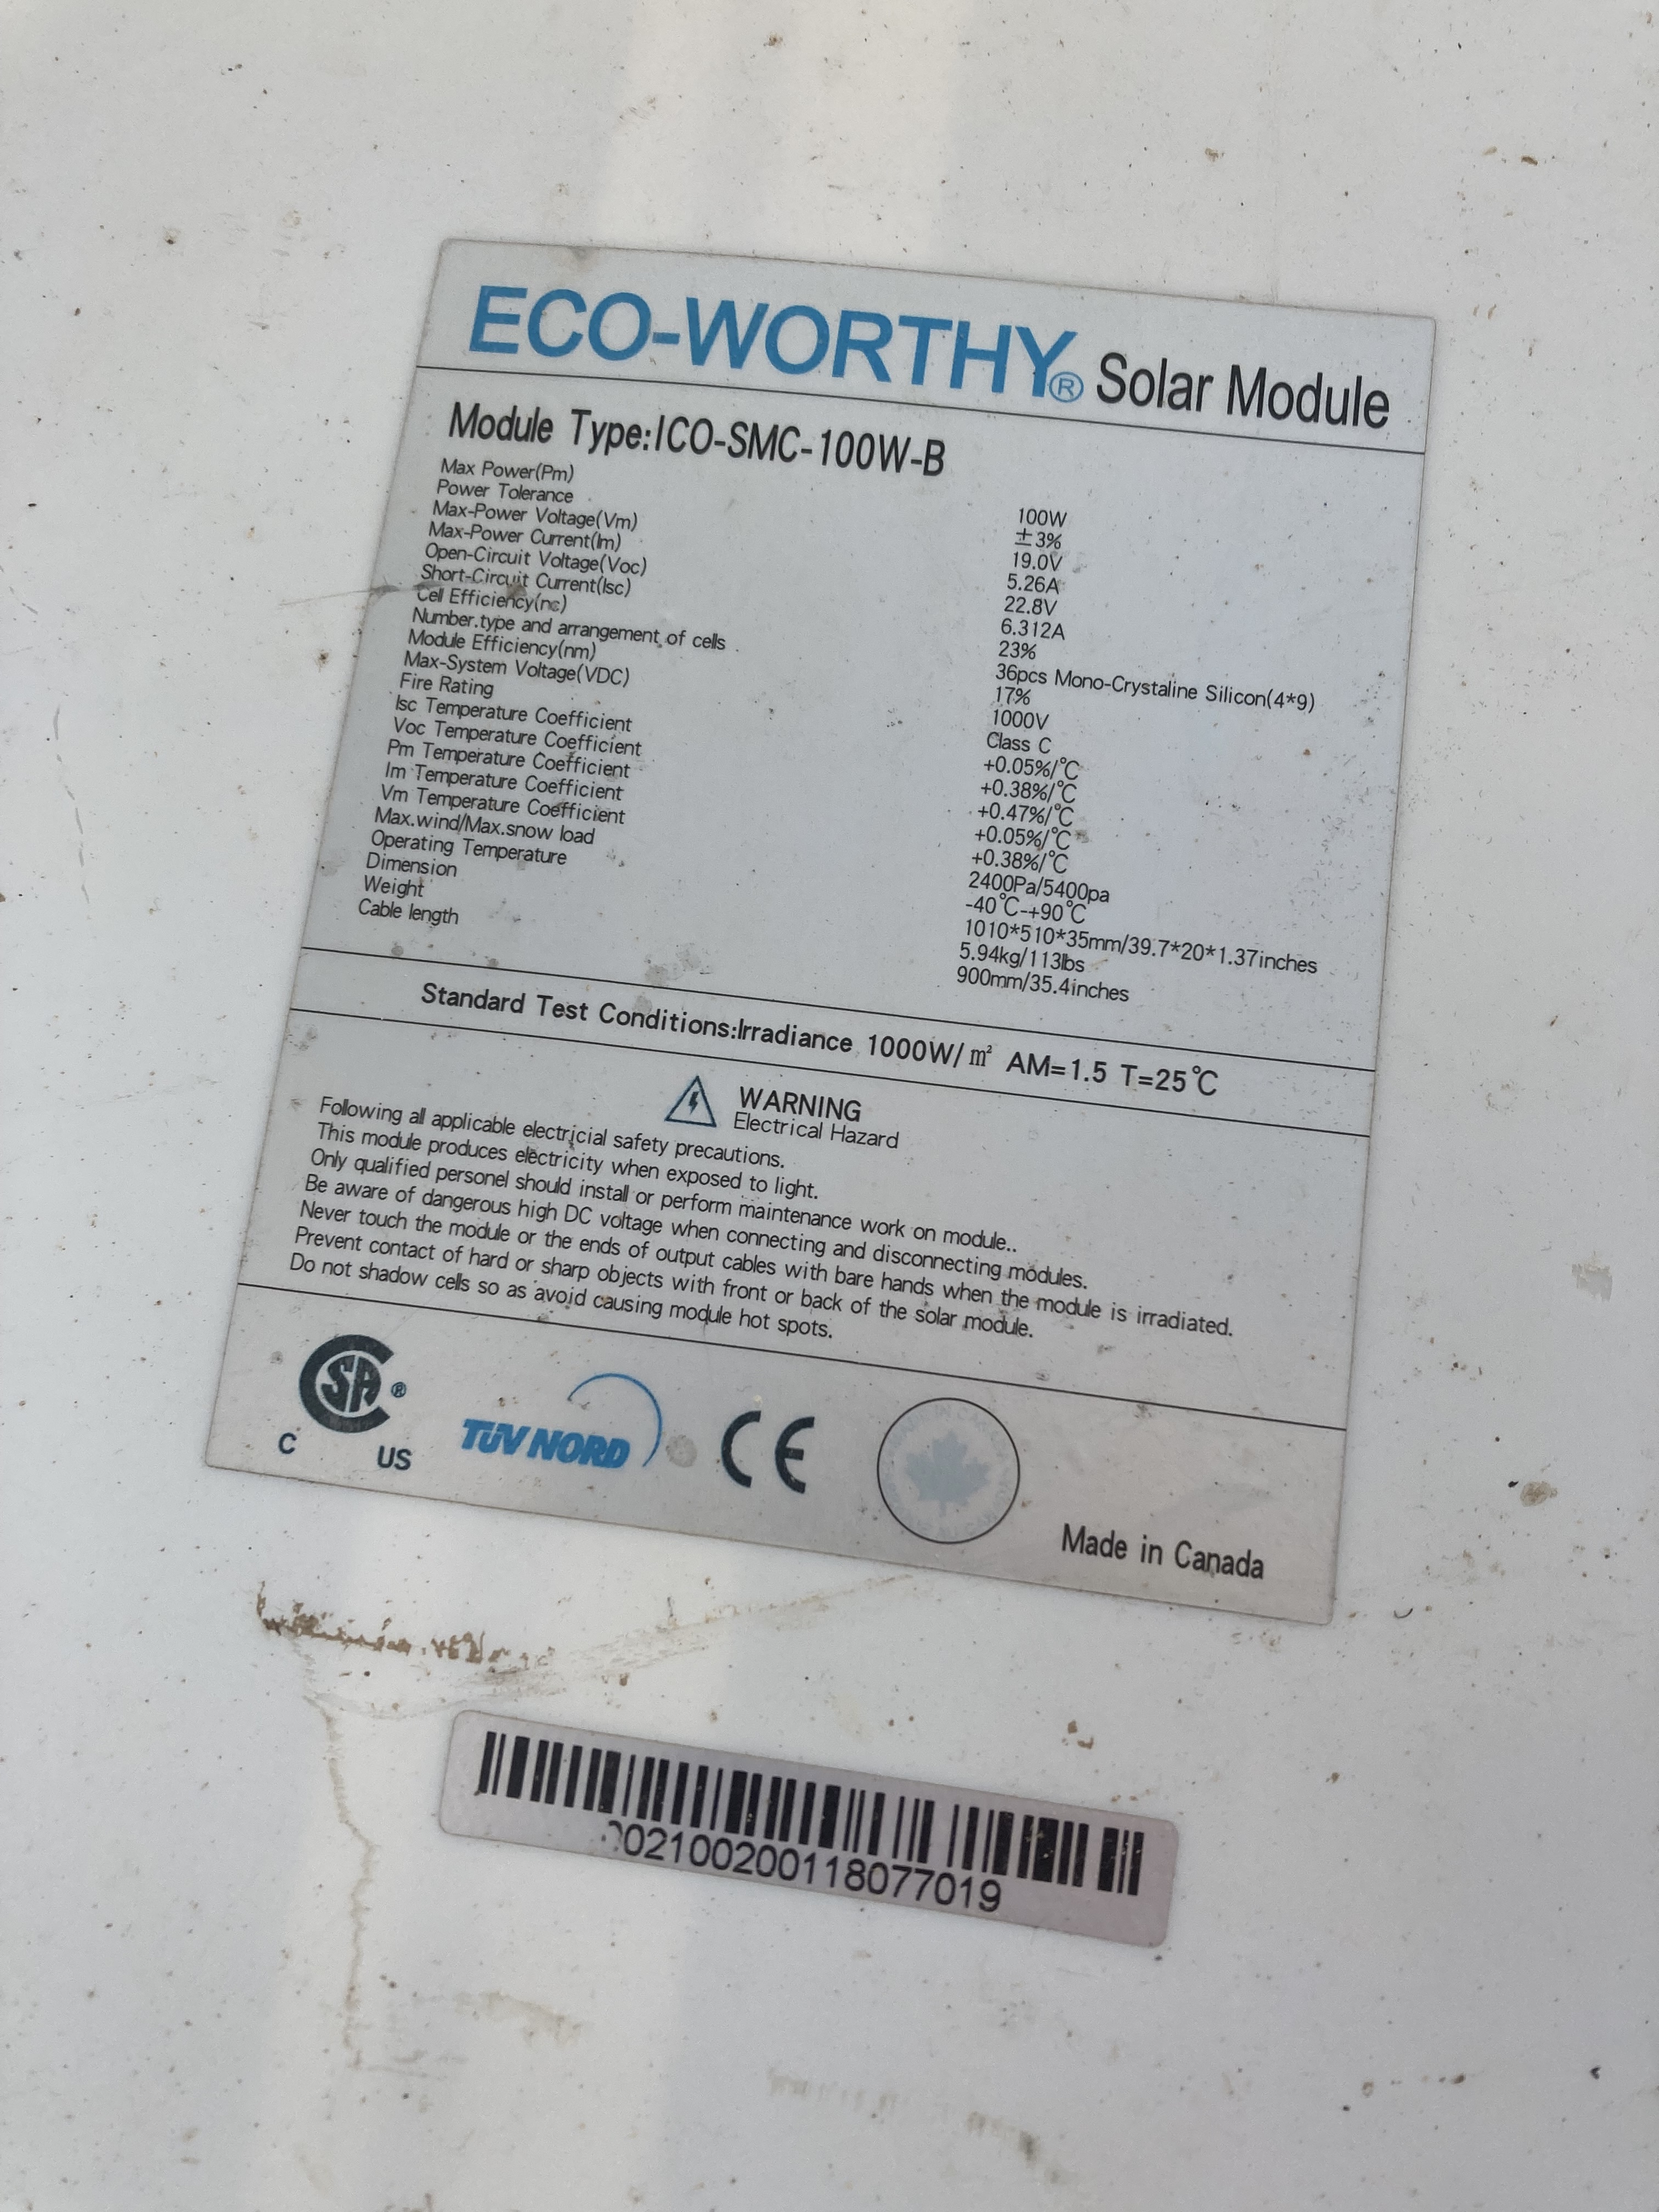 ECO-WORTHY® Solar Module
Module Type:ICO-SMC-100W-B
Max Power(Pm) 100W
Power Tolerance ±3%
Max-Power Voltage(Vm) 19.0V
Max-Power Current(Im) 5.26A
Open-Circuit Voltage(Voc) 22.8V
Short-Circuit Current(Isc) 6.312A
Cell Efficiency(nc) 23%
Number.type and arrangement of cells 36pcs Mono-Crystaline Silicon(4*9)
Module Efficiency(nm) 17%
Max-System Voltage(VDC) 1000V
Fire Rating Class C
Isc Temperature Coefficient +0.05%/℃
Voc Temperature Coefficient +0.38%/℃
Pm Temperature Coefficient +0.47%/℃
Im Temperature Coefficient +0.05%/℃
Vm Temperature Coefficient +0.38%/℃
Max.wind/Max.snow load 2400Pa/5400pa
Operating Temperature -40℃-+90℃
Dimension 1010*510*35mm/39.7*20*1.37inches
Weight 5.94kg/113lbs
Cable length 900mm/35.4inches
Standard Test Conditions:Irradiance 1000W/㎡ AM=1.5 T=25℃
WARNING
Electrical Hazard
Following all applicable electricial safety precautions.
This module produces electricity when exposed to light.
Only qualified personel should install or perform maintenance work on module..
Be aware of dangerous high DC voltage when connecting and disconnecting modules.
Never touch the module or the ends of output cables with bare hands when the module is irradiated.
Prevent contact of hard or sharp objects with front or back of the solar module.
Do not shadow cells so as avoid causing module hot spots.
CSA®
C US
TÜV NORD
CE
Made in Canada
02100200118077019